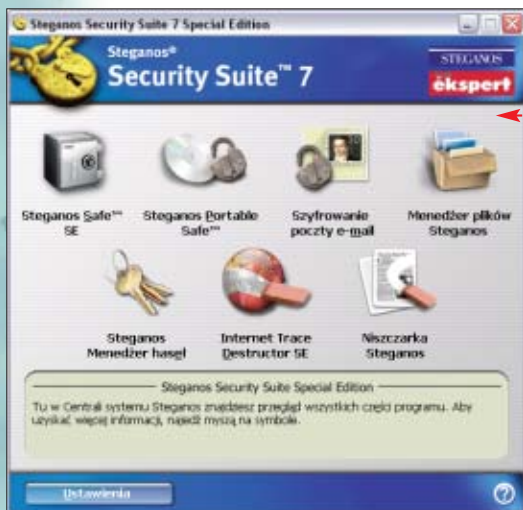 Steganos Security Suite 7 Special Edition
Steganos®
Security Suite™ 7
STEGANOS
ekspert
Steganos Safe™
SE
Steganos Portable
Safe™
Szyfrowanie
poczty e-mail
Menedżer plików
Steganos
Steganos
Menedżer haseł
Internet Trace
Destructor SE
Niszczarka
Steganos
Steganos Security Suite Special Edition
Tu w Centrali systemu Steganos znajdziesz przegląd wszystkich części programu. Aby
uzyskać więcej informacji, najedź myszą na symbole.
Ustawienia